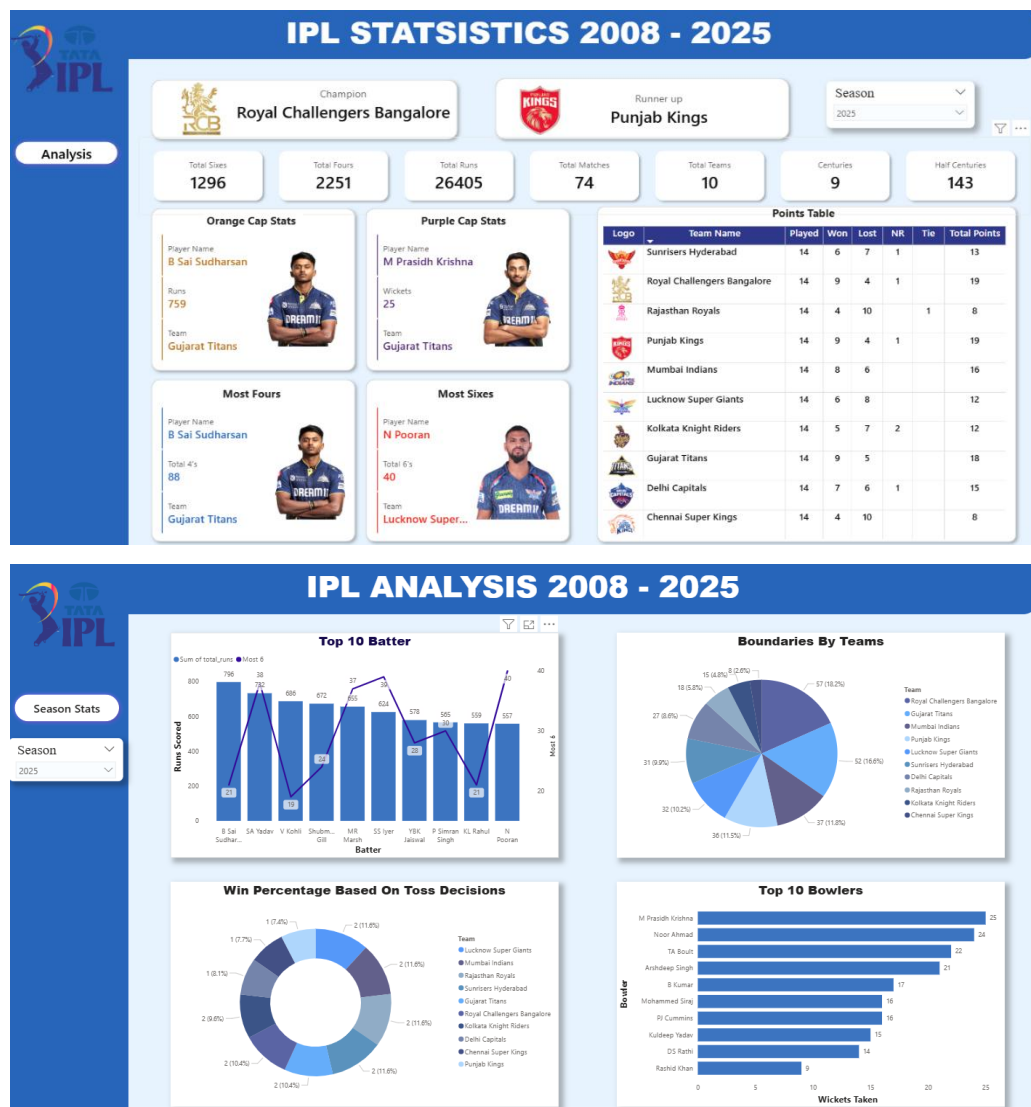 IPL STATSISTICS 2008 - 2025
TATA
IPL
Analysis
Champion
Royal Challengers Bangalore
RCB
Runner up
Punjab Kings
KINGS
Season
2025
Total Sixes
1296
Total Fours
2251
Total Runs
26405
Total Matches
74
Total Teams
10
Centuries
9
Half Centuries
143
Orange Cap Stats
Player Name
B Sai Sudharsan
Runs
759
Team
Gujarat Titans
DREAM11
Purple Cap Stats
Player Name
M Prasidh Krishna
Wickets
25
Team
Gujarat Titans
DREAM11
Most Fours
Player Name
B Sai Sudharsan
Total 4's
88
Team
Gujarat Titans
DREAM11
Most Sixes
Player Name
N Pooran
Total 6's
40
Team
Lucknow Super...
DREAM11
Points Table
Logo Team Name Played Won Lost NR Tie Total Points
Sunrisers Hyderabad 14 6 7 1 13
Royal Challengers Bangalore 14 9 4 1 19
Rajasthan Royals 14 4 10 1 8
Punjab Kings 14 9 4 1 19
Mumbai Indians 14 8 6 16
Lucknow Super Giants 14 6 8 12
Kolkata Knight Riders 14 5 7 2 12
Gujarat Titans 14 9 5 18
Delhi Capitals 14 7 6 1 15
Chennai Super Kings 14 4 10 8
IPL ANALYSIS 2008 - 2025
TATA
IPL
Season Stats
Season
2025
Top 10 Batter
Sum of total_runs Most 6
Runs Scored
800
600
400
200
0
796 732 686 672 655 624 578 565 559 557
21 38 19 24 37 39 28 30 21 40
40
30
20
Most 6
B Sai Sudhar... SA Yadav V Kohli Shubm... Gill MR Marsh SS Iyer YBK Jaiswal P Simran Singh KL Rahul N Pooran
Batter
Boundaries By Teams
57 (18.2%)
52 (16.6%)
37 (11.8%)
36 (11.5%)
32 (10.2%)
31 (9.9%)
27 (8.6%)
18 (5.8%)
15 (4.8%)
8 (2.6%)
Team
Royal Challengers Bangalore
Gujarat Titans
Mumbai Indians
Punjab Kings
Lucknow Super Giants
Sunrisers Hyderabad
Delhi Capitals
Rajasthan Royals
Kolkata Knight Riders
Chennai Super Kings
Win Percentage Based On Toss Decisions
2 (11.6%)
2 (11.6%)
2 (11.6%)
2 (11.6%)
2 (10.4%)
2 (10.4%)
2 (9.6%)
1 (8.1%)
1 (7.7%)
1 (7.4%)
Team
Lucknow Super Giants
Mumbai Indians
Rajasthan Royals
Sunrisers Hyderabad
Gujarat Titans
Royal Challengers Bangalore
Kolkata Knight Riders
Delhi Capitals
Chennai Super Kings
Punjab Kings
Top 10 Bowlers
Bowler
M Prasidh Krishna 25
Noor Ahmad 24
TA Boult 22
Arshdeep Singh 21
B Kumar 17
Mohammed Siraj 16
PJ Cummins 16
Kuldeep Yadav 15
DS Rathi 14
Rashid Khan 9
0 5 10 15 20 25
Wickets Taken